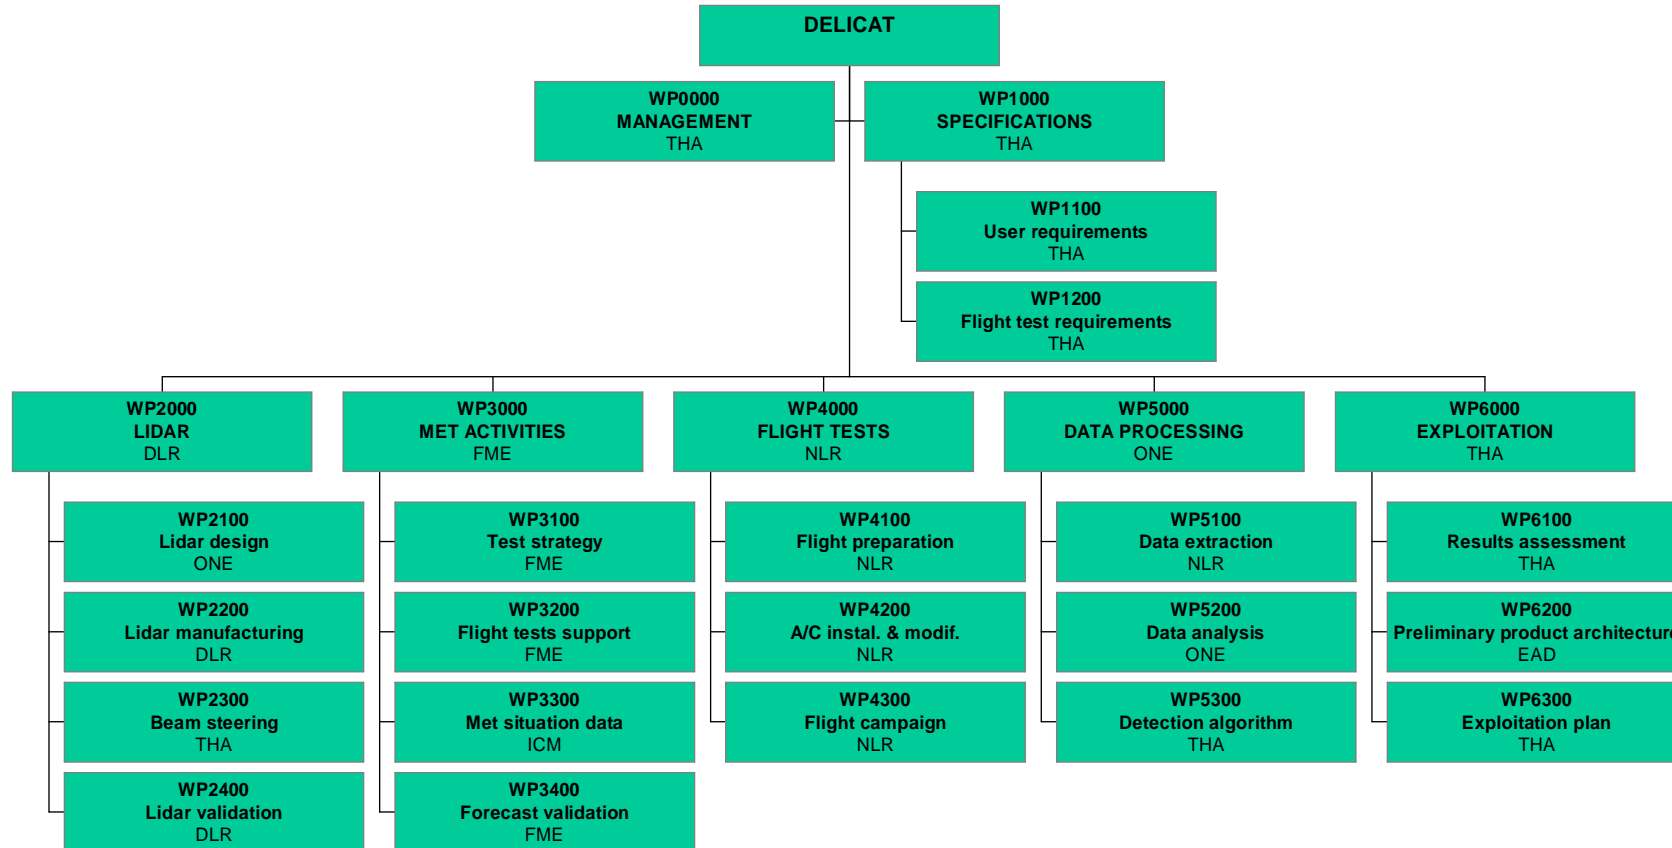 DELICAT
WP0000
MANAGEMENT
THA
WP1000
SPECIFICATIONS
THA
WP1100
User requirements
THA
WP1200
Flight test requirements
THA
WP2000
LIDAR
DLR
WP3000
MET ACTIVITIES
FME
WP4000
FLIGHT TESTS
NLR
WP5000
DATA PROCESSING
ONE
WP6000
EXPLOITATION
THA
WP2100
Lidar design
ONE
WP2200
Lidar manufacturing
DLR
WP2300
Beam steering
THA
WP2400
Lidar validation
DLR
WP3100
Test strategy
FME
WP3200
Flight tests support
FME
WP3300
Met situation data
ICM
WP3400
Forecast validation
FME
WP4100
Flight preparation
NLR
WP4200
A/C instal. & modif.
NLR
WP4300
Flight campaign
NLR
WP5100
Data extraction
NLR
WP5200
Data analysis
ONE
WP5300
Detection algorithm
THA
WP6100
Results assessment
THA
WP6200
Preliminary product architecture
EAD
WP6300
Exploitation plan
THA